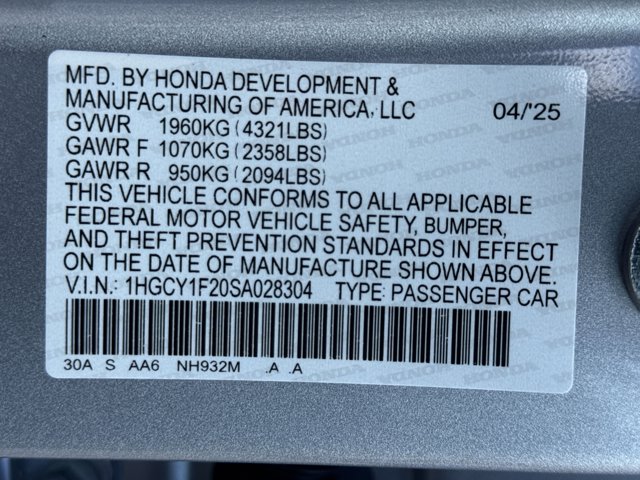 MFD. BY HONDA DEVELOPMENT &
MANUFACTURING OF AMERICA, LLC 04/'25
GVWR 1960KG (4321LBS)
GAWR F 1070KG (2358LBS)
GAWR R 950KG (2094LBS)
THIS VEHICLE CONFORMS TO ALL APPLICABLE
FEDERAL MOTOR VEHICLE SAFETY, BUMPER,
AND THEFT PREVENTION STANDARDS IN EFFECT
ON THE DATE OF MANUFACTURE SHOWN ABOVE.
V.I.N.: 1HGCY1F20SA028304 TYPE: PASSENGER CAR
30A S AA6 NH932M .A .A